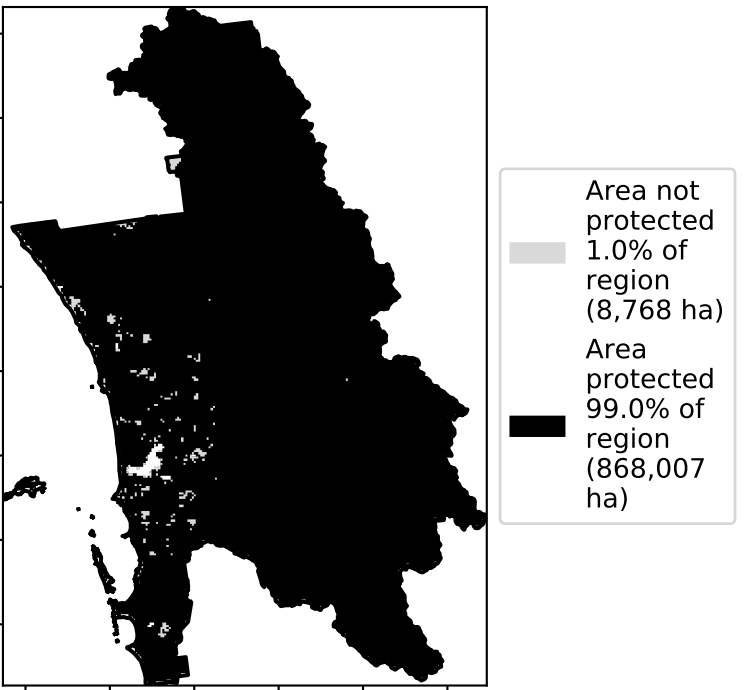 Area not
protected
1.0% of
region
(8,768 ha)
Area
protected
99.0% of
region
(868,007
ha)